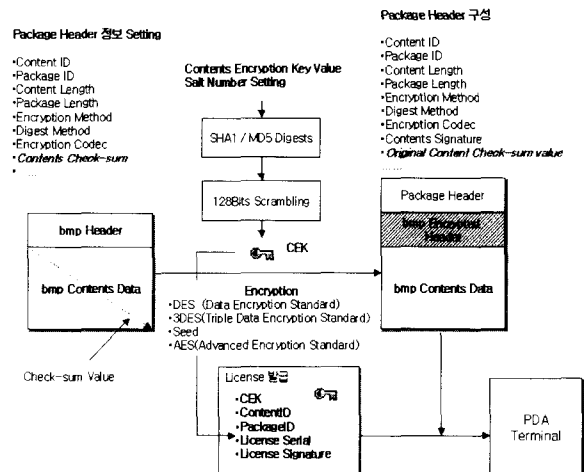 Package Header 정보 Setting
•Content ID
•Package ID
•Content Length
•Package Length
•Encryption Method
•Digest Method
•Encryption Codec
•Contents Check-sum
• ......
Contents Encryption Key Value
Salt Number Setting
SHA1 / MD5 Digests
128Bits Scrambling
CEK
Package Header 구성
•Content ID
•Package ID
•Content Length
•Package Length
•Encryption Method
•Digest Method
•Encryption Codec
•Contents Signature
•Original Content Check-sum value
......
bmp Header
bmp Contents Data
Check-sum Value
Package Header
bmp Encrypted
Header
bmp Contents Data
Encryption
•DES (Data Encryption Standard)
•3DES(Triple Data Encryption Standard)
•Seed
•AES(Advanced Encryption Standard)
License 발급
•CEK
•ContentID
•PackageID
•License Serial
•License Signature
PDA
Terminal